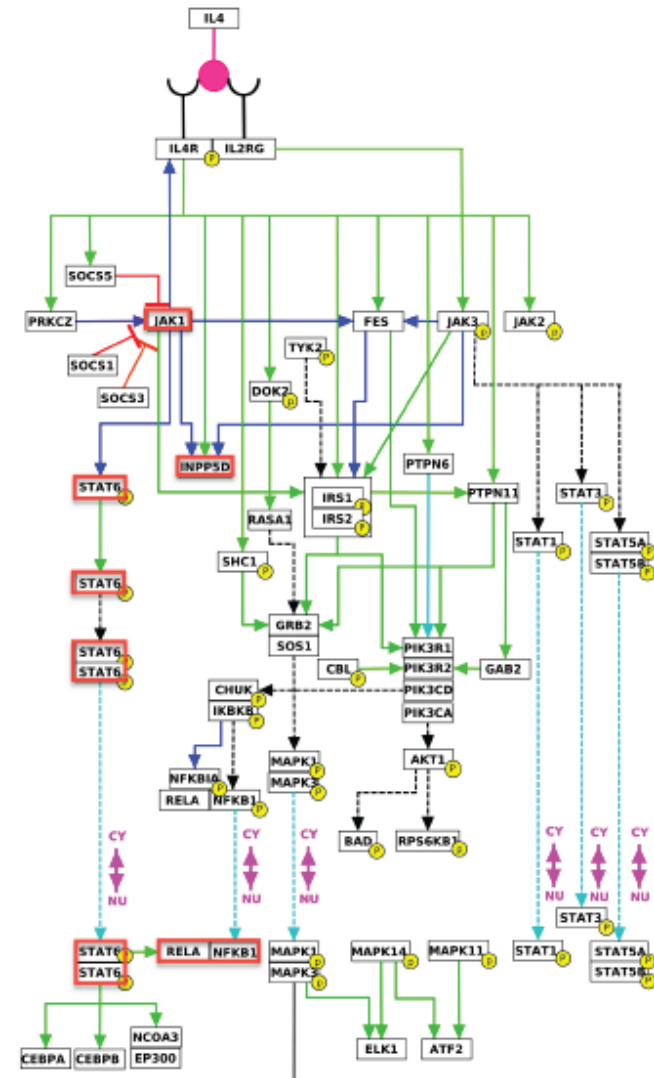 IL4
IL4R P IL2RG
SOCS5
PRKCZ JAK1 FES JAK3 P JAK2 P
TYK2 P
SOCS1
SOCS3
DOK2 P
INPP5D
PTPN6
STAT6 P
IRS1 P
IRS2 P
PTPN11
STAT3 P
RASA1
STAT1 P
STAT5A P
STAT5B P
SHC1 P
STAT6 P
GRB2
SOS1
STAT6 P
STAT6 P
PIK3R1
CBL P PIK3R2 GAB2
CHUK P PIK3CD
IKBKB P PIK3CA
MAPK1 P
MAPK3 P
AKT1 P
NFKBIA P
RELA NFKB1 P
BAD P RPS6KB1 P
CY CY CY CY CY CY
NU NU NU NU NU NU
STAT3 P
STAT6 P RELA NFKB1 MAPK1 P MAPK14 P MAPK11 P STAT1 P STAT5A P
STAT6 P MAPK3 P STAT5B P
NCOA3
CEBPA CEBPB EP300
ELK1 ATF2